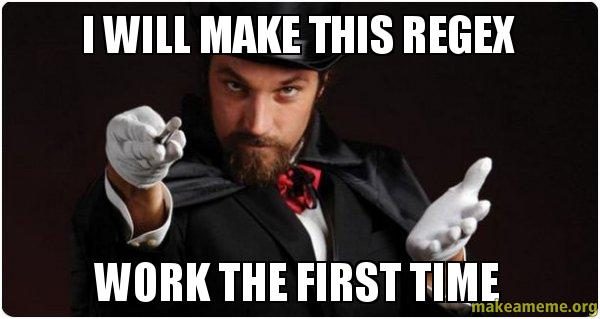 I WILL MAKE THIS REGEX
WORK THE FIRST TIME
makeameme.org